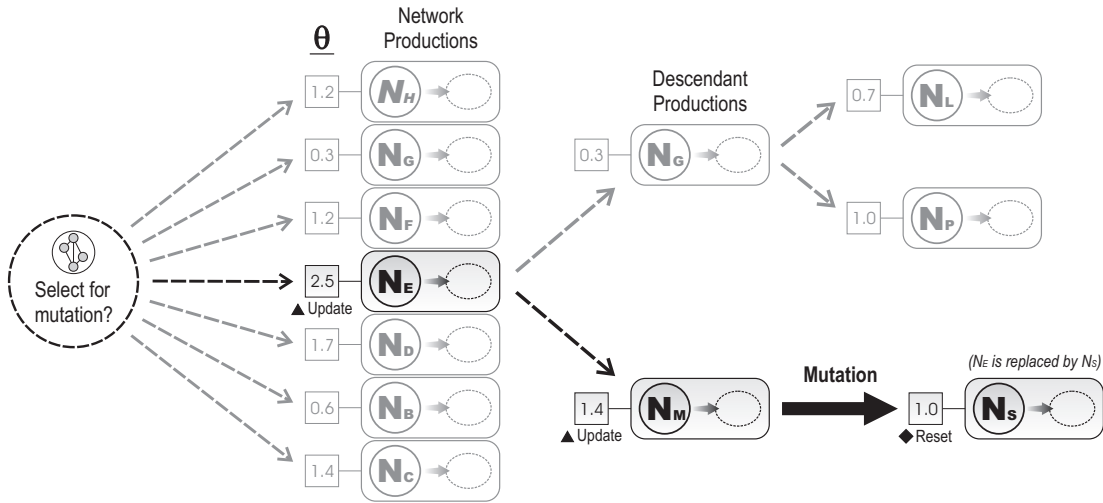 θ
Network
Productions
1.2
NH
0.3
NG
1.2
NF
Select for
mutation?
2.5
NE
▲ Update
1.7
ND
0.6
NB
1.4
NC
Descendant
Productions
0.3
NG
0.7
NL
1.0
NP
1.4
NM
▲ Update
Mutation
(NE is replaced by NS)
1.0
NS
◆ Reset